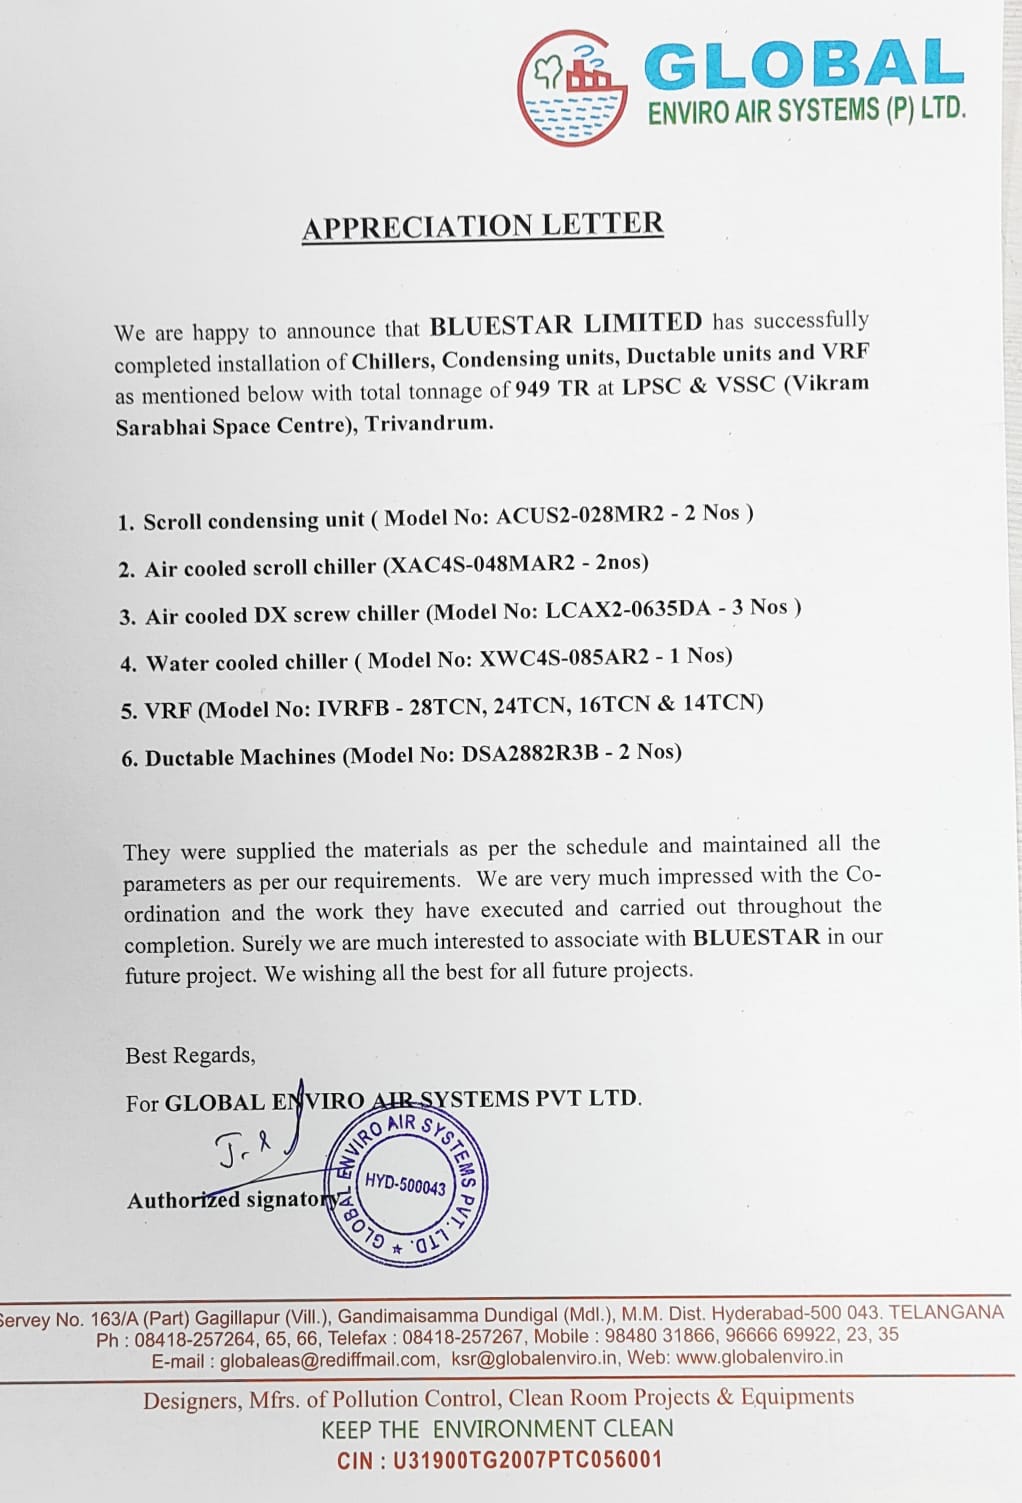 GLOBAL
ENVIRO AIR SYSTEMS (P) LTD.
APPRECIATION LETTER
We are happy to announce that BLUESTAR LIMITED has successfully
completed installation of Chillers, Condensing units, Ductable units and VRF
as mentioned below with total tonnage of 949 TR at LPSC & VSSC (Vikram
Sarabhai Space Centre), Trivandrum.
1. Scroll condensing unit ( Model No: ACUS2-028MR2 - 2 Nos )
2. Air cooled scroll chiller (XAC4S-048MAR2 - 2nos)
3. Air cooled DX screw chiller (Model No: LCAX2-0635DA - 3 Nos )
4. Water cooled chiller ( Model No: XWC4S-085AR2 - 1 Nos)
5. VRF (Model No: IVRFB - 28TCN, 24TCN, 16TCN & 14TCN)
6. Ductable Machines (Model No: DSA2882R3B - 2 Nos)
They were supplied the materials as per the schedule and maintained all the
parameters as per our requirements. We are very much impressed with the Co-
ordination and the work they have executed and carried out throughout the
completion. Surely we are much interested to associate with BLUESTAR in our
future project. We wishing all the best for all future projects.
Best Regards,
For GLOBAL ENVIRO AIR SYSTEMS PVT LTD.
GLOBAL ENVIRO AIR SYSTEMS PVT. LTD. ★
HYD-500043
Authorized signatory
Servey No. 163/A (Part) Gagillapur (Vill.), Gandimaisamma Dundigal (Mdl.), M.M. Dist. Hyderabad-500 043. TELANGANA
Ph : 08418-257264, 65, 66, Telefax : 08418-257267, Mobile : 98480 31866, 96666 69922, 23, 35
E-mail : globaleas@rediffmail.com, ksr@globalenviro.in, Web: www.globalenviro.in
Designers, Mfrs. of Pollution Control, Clean Room Projects & Equipments
KEEP THE ENVIRONMENT CLEAN
CIN : U31900TG2007PTC056001